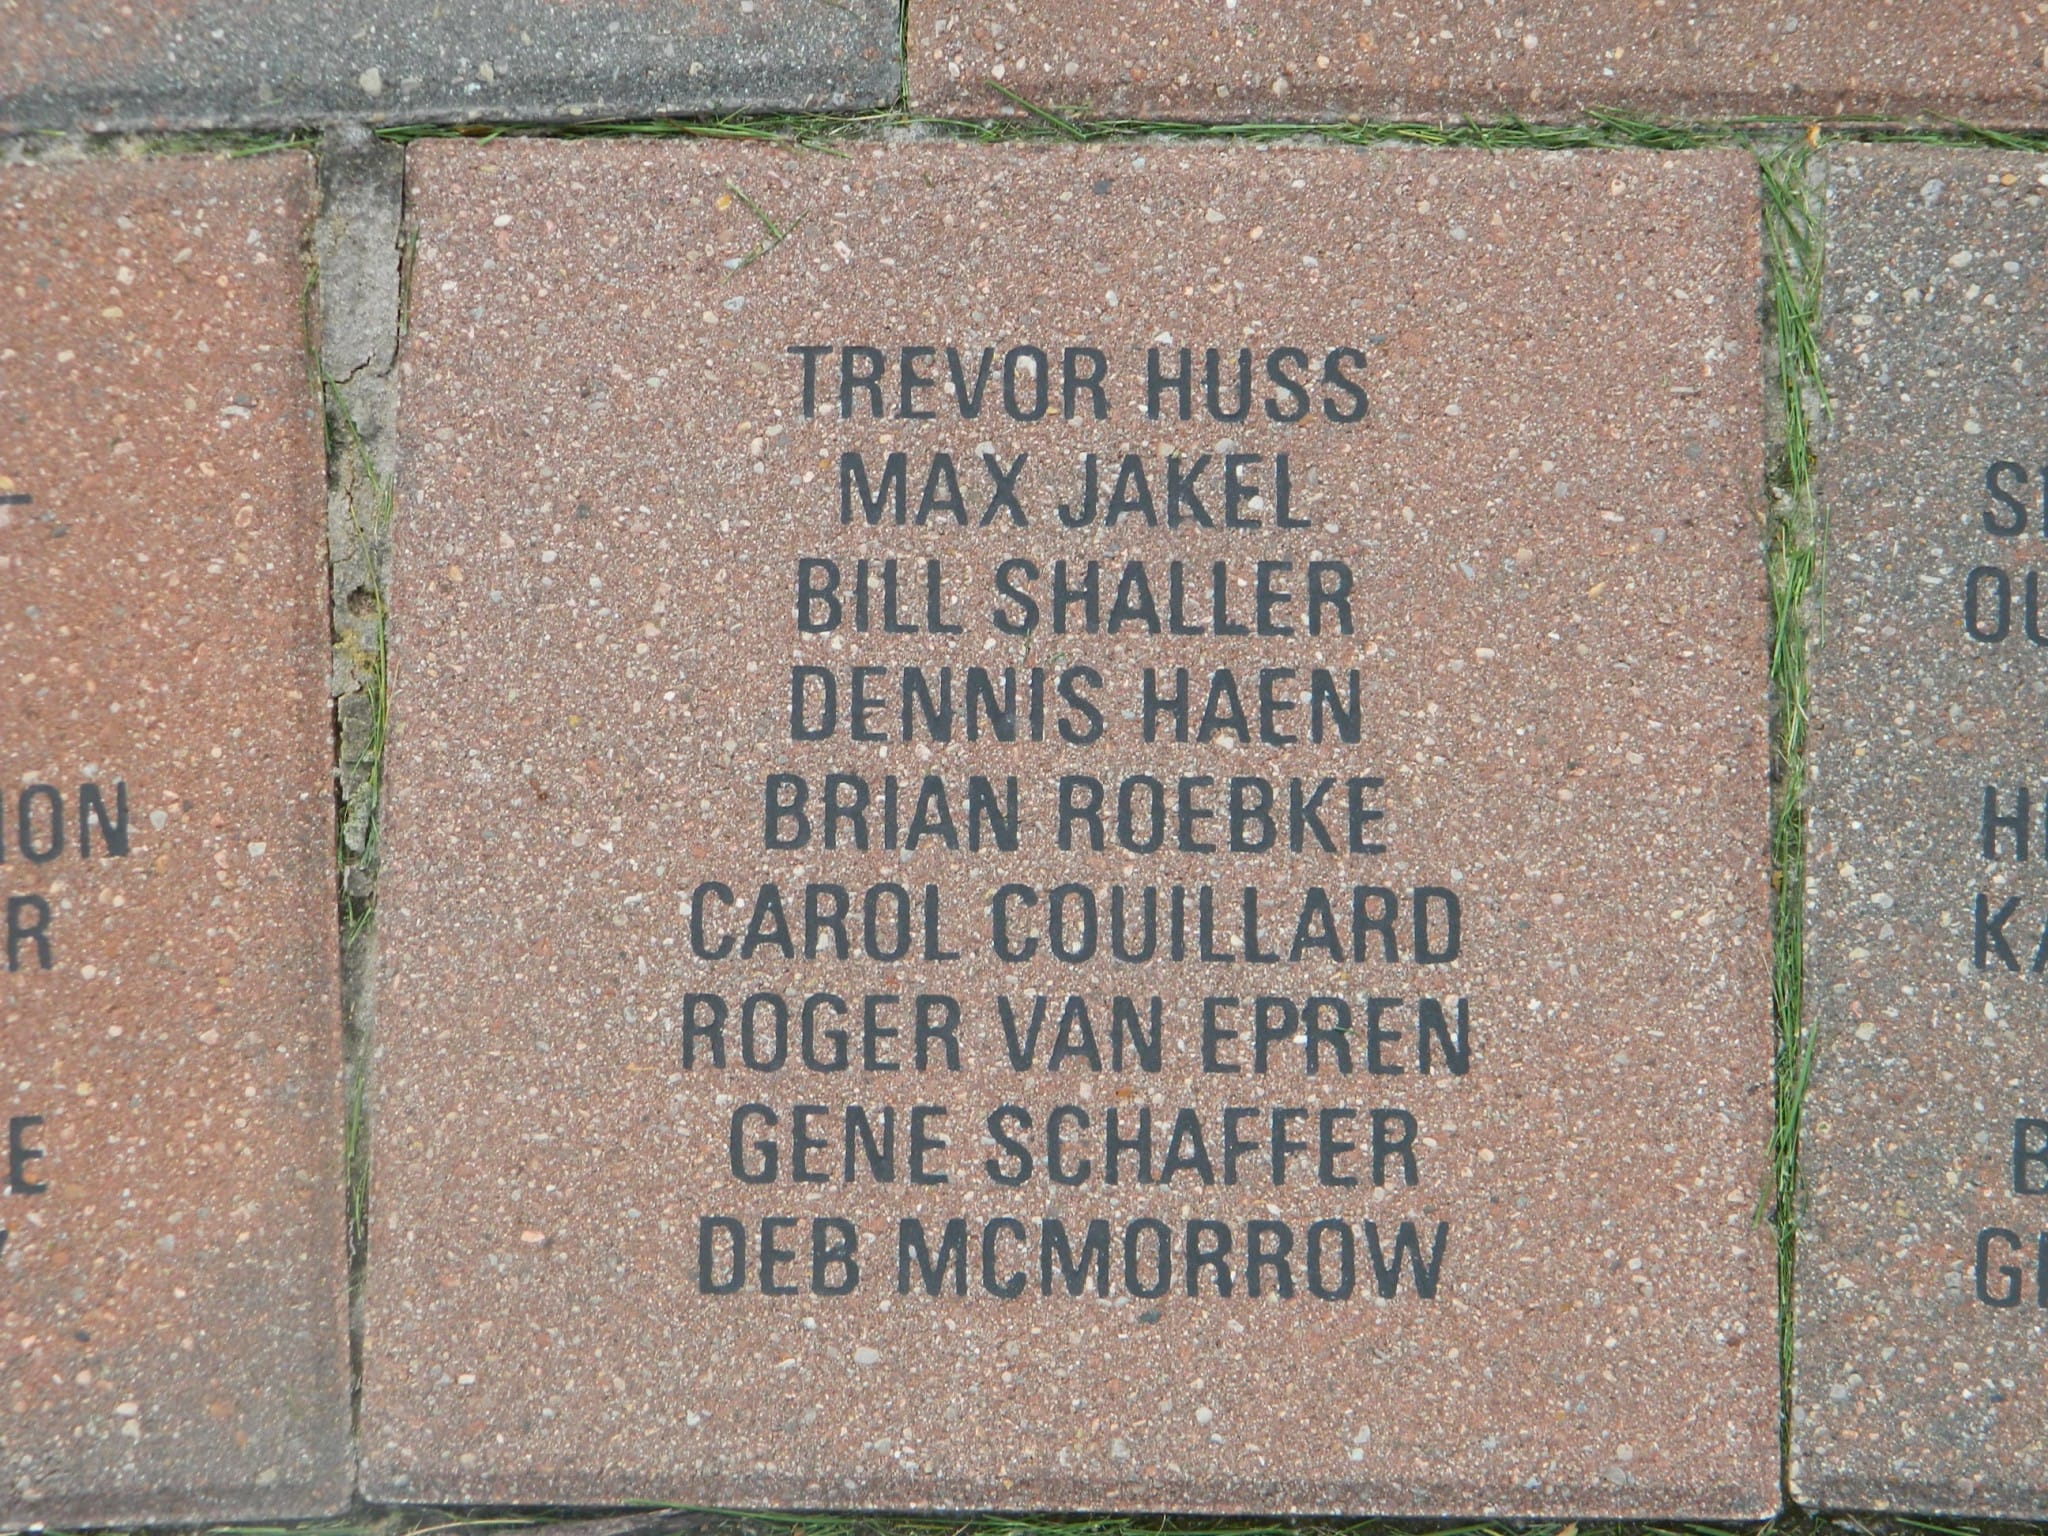 TREVOR HUSS
MAX JAKEL
BILL SHALLER
DENNIS HAEN
BRIAN ROEBKE
CAROL COUILLARD
ROGER VAN EPREN
GENE SCHAFFER
DEB MCMORROW